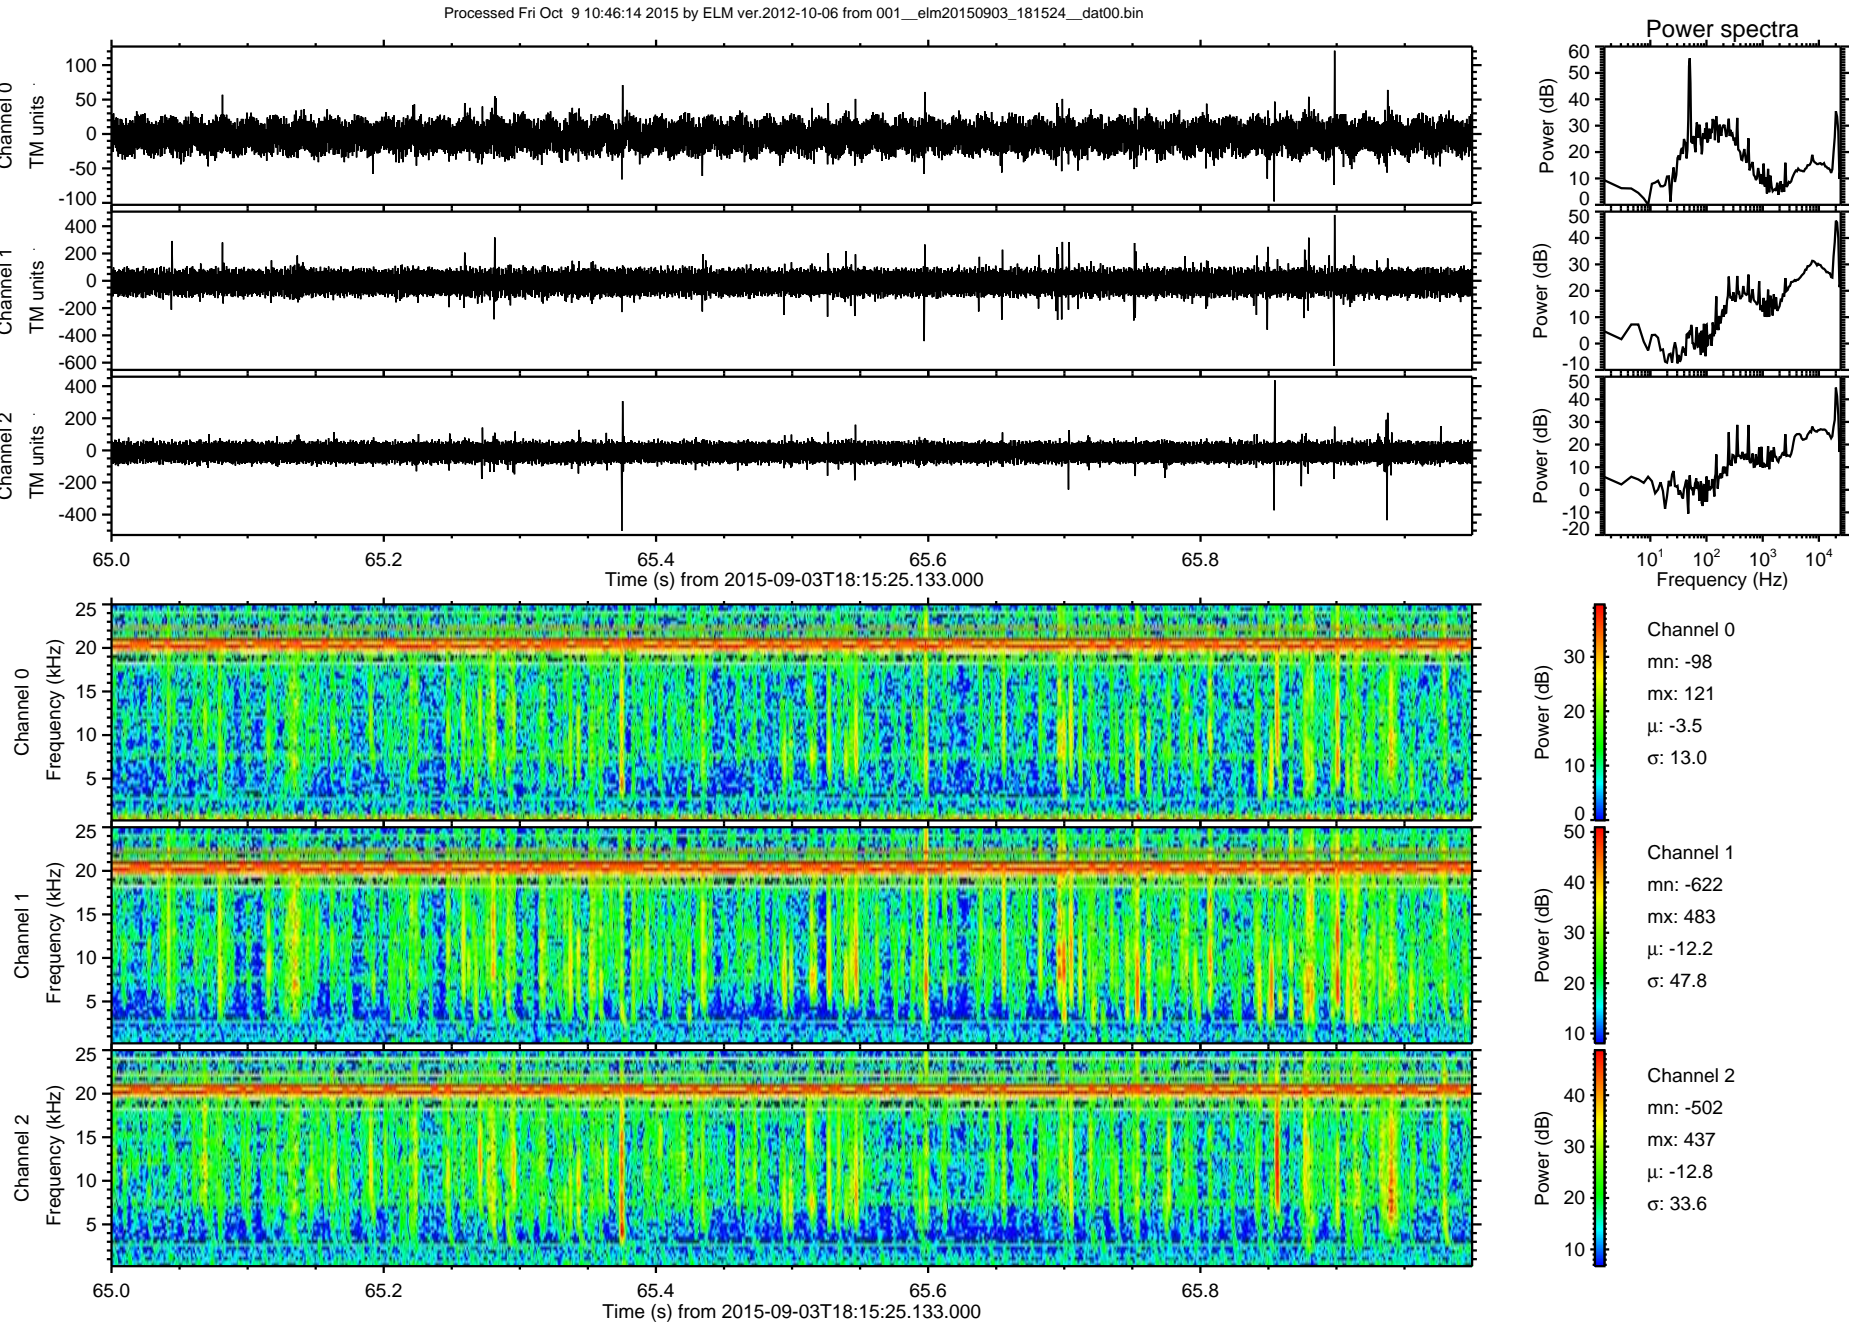 Processed Fri Oct  9 10:46:14 2015 by ELM ver.2012-10-06 from 001__elm20150903_181524__dat00.bin
Power spectra
Channel 0
TM units
100
50
0
-50
-100
Power (dB)
60
50
40
30
20
10
0
Channel 1
TM units
400
200
0
-200
-400
-600
Power (dB)
50
40
30
20
10
0
-10
Channel 2
TM units
400
200
0
-200
-400
Power (dB)
50
40
30
20
10
0
-10
-20
65.0 65.2 65.4 65.6 65.8
Time (s) from 2015-09-03T18:15:25.133.000
10^1 10^2 10^3 10^4
Frequency (Hz)
Channel 0
Frequency (kHz)
25
20
15
10
5
Power (dB)
30
20
10
0
Channel 0
mn: -98
mx: 121
μ: -3.5
σ: 13.0
Channel 1
Frequency (kHz)
25
20
15
10
5
Power (dB)
50
40
30
20
10
Channel 1
mn: -622
mx: 483
μ: -12.2
σ: 47.8
Channel 2
Frequency (kHz)
25
20
15
10
5
Power (dB)
40
30
20
10
Channel 2
mn: -502
mx: 437
μ: -12.8
σ: 33.6
65.0 65.2 65.4 65.6 65.8
Time (s) from 2015-09-03T18:15:25.133.000